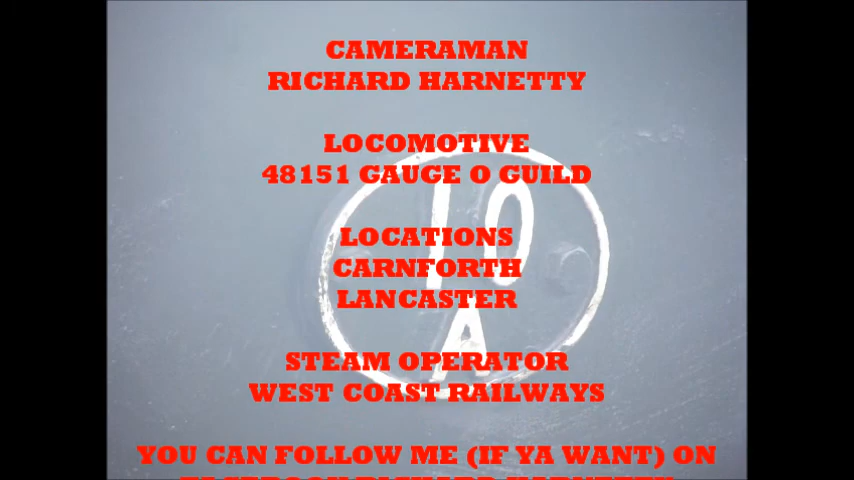 CAMERAMAN
RICHARD HARNETTY
LOCOMOTIVE
48151 GAUGE O GUILD
10
A
LOCATIONS
CARNFORTH
LANCASTER
STEAM OPERATOR
WEST COAST RAILWAYS
YOU CAN FOLLOW ME (IF YA WANT) ON